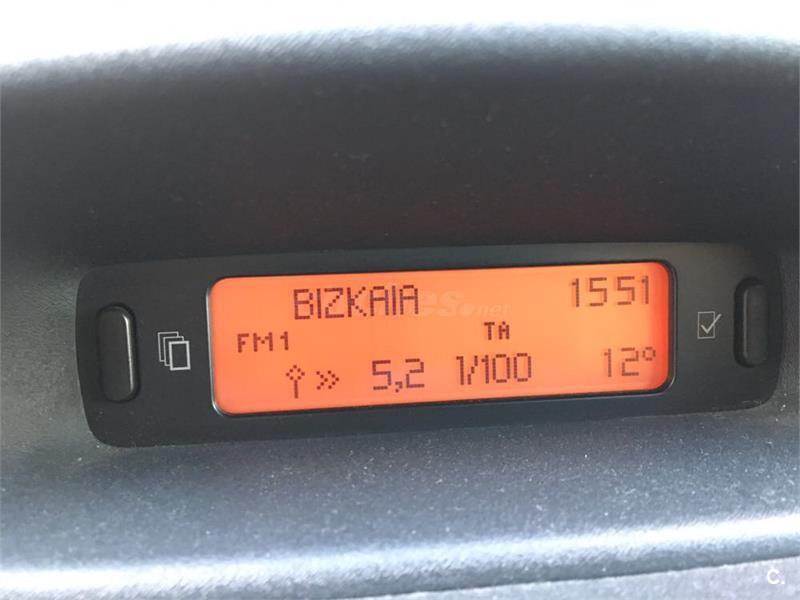 BIZKAIA 1551
FM1 TA
5,2 l/100 12°
C.